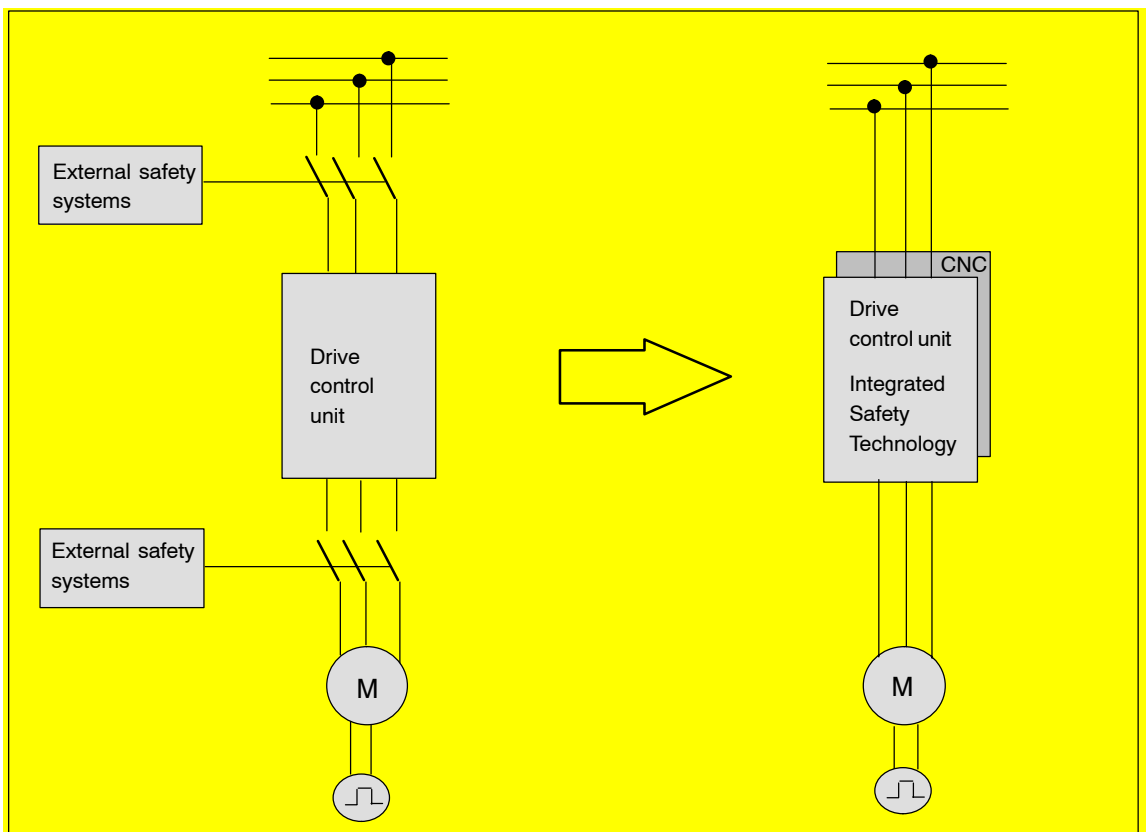 External safety
systems
Drive
control
unit
External safety
systems
M
CNC
Drive
control unit
Integrated
Safety
Technology
M